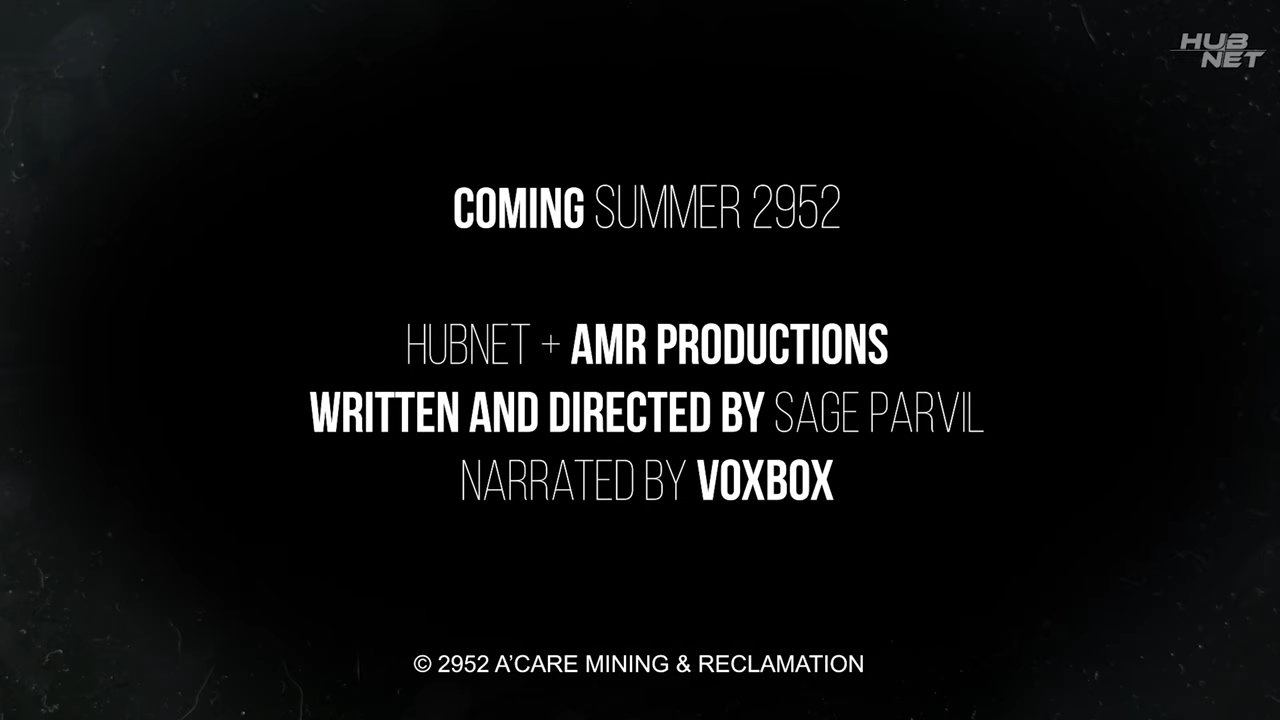 HUB
NET
COMING SUMMER 2952
HUBNET + AMR PRODUCTIONS
WRITTEN AND DIRECTED BY SAGE PARVIL
NARRATED BY VOXBOX
© 2952 A’CARE MINING & RECLAMATION